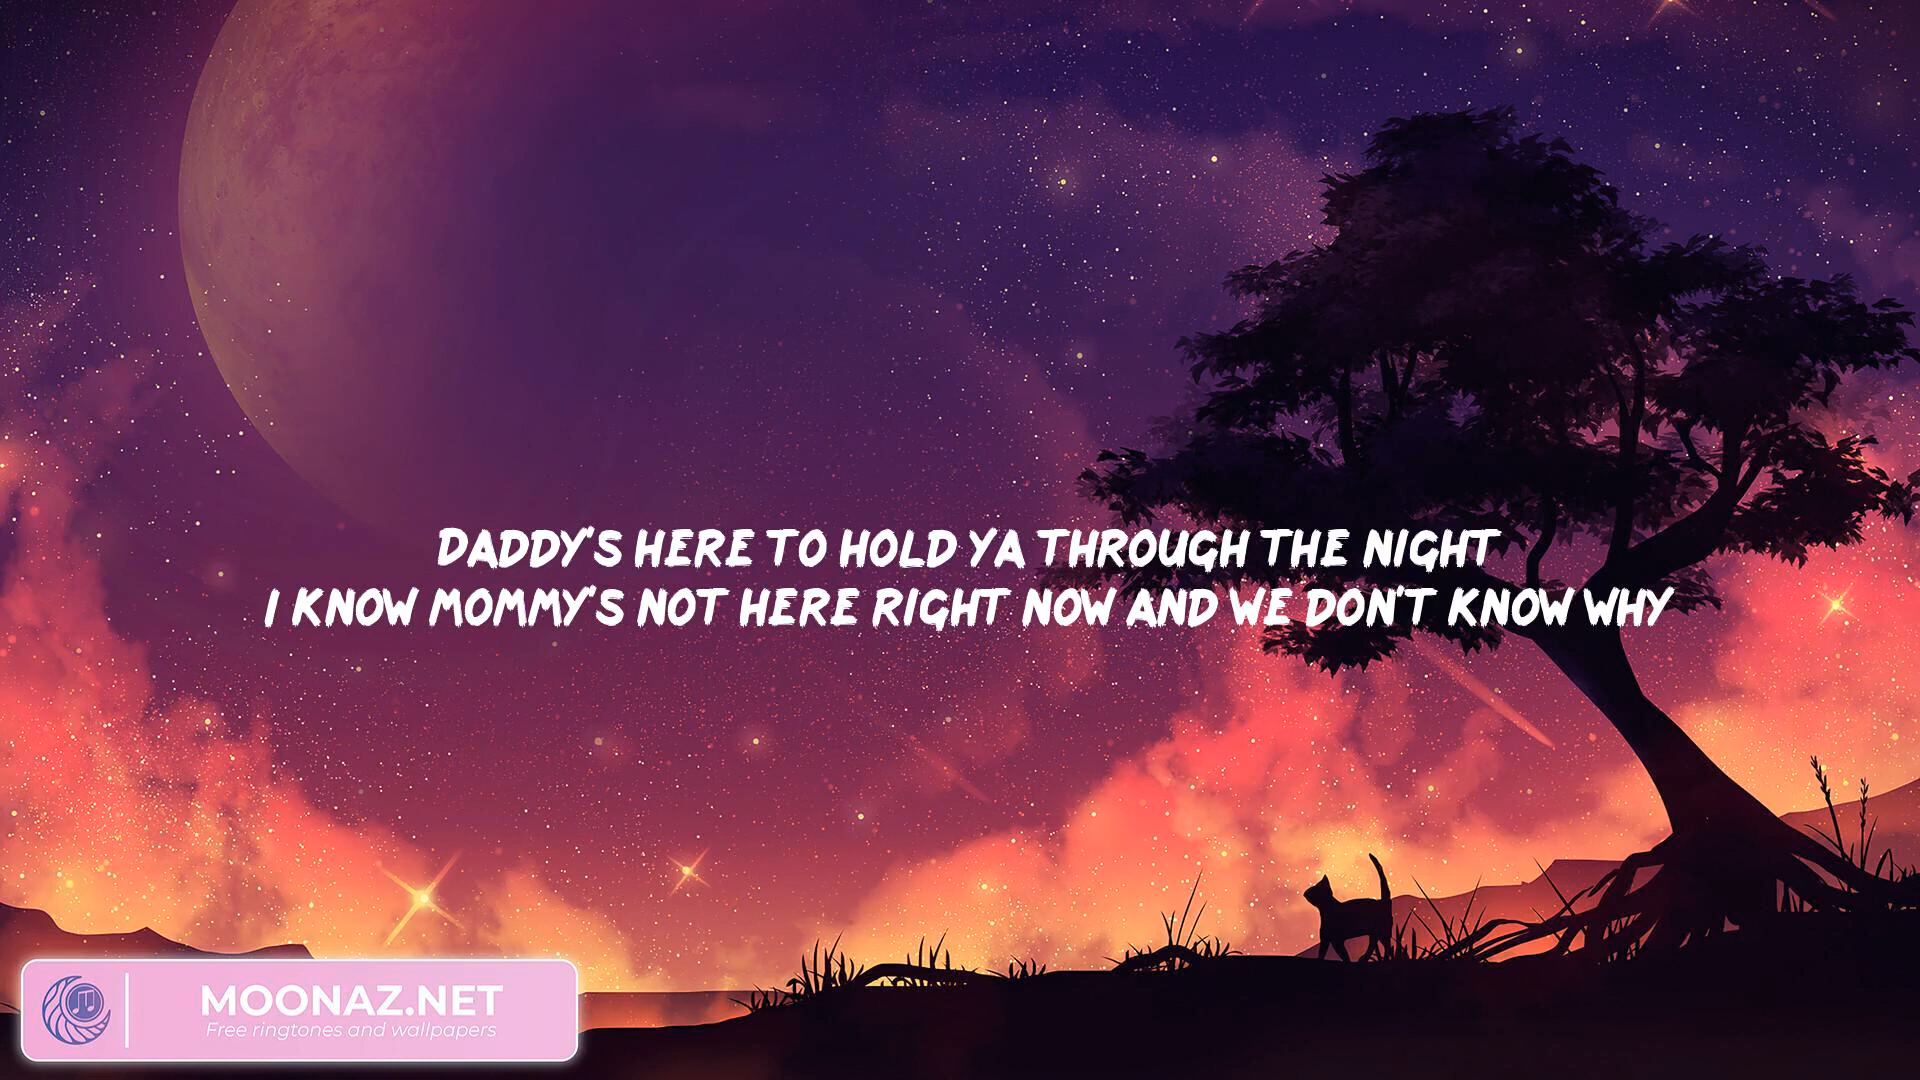 DADDY'S HERE TO HOLD YA THROUGH THE NIGHT
I KNOW MOMMY'S NOT HERE RIGHT NOW AND WE DON'T KNOW WHY
MOONAZ.NET
Free ringtones and wallpapers